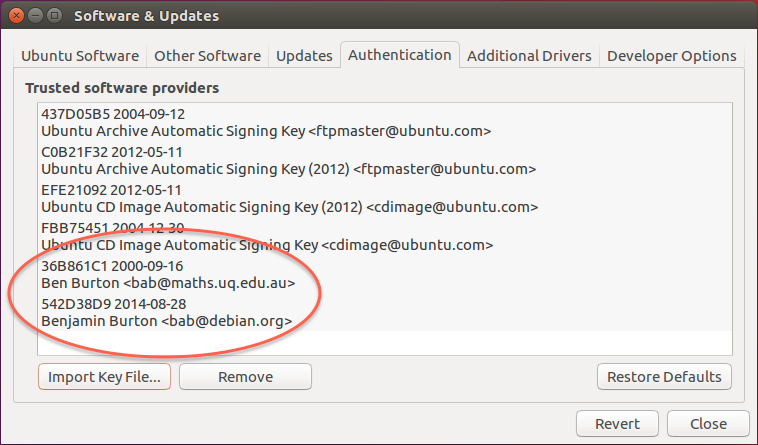 Software & Updates
Ubuntu Software Other Software Updates Authentication Additional Drivers Developer Options
Trusted software providers
437D05B5 2004-09-12
Ubuntu Archive Automatic Signing Key <ftpmaster@ubuntu.com>
C0B21F32 2012-05-11
Ubuntu Archive Automatic Signing Key (2012) <ftpmaster@ubuntu.com>
EFE21092 2012-05-11
Ubuntu CD Image Automatic Signing Key (2012) <cdimage@ubuntu.com>
FBB75451 2004-12-30
Ubuntu CD Image Automatic Signing Key <cdimage@ubuntu.com>
36B861C1 2000-09-16
Ben Burton <bab@maths.uq.edu.au>
542D38D9 2014-08-28
Benjamin Burton <bab@debian.org>
Import Key File... Remove Restore Defaults
Revert Close